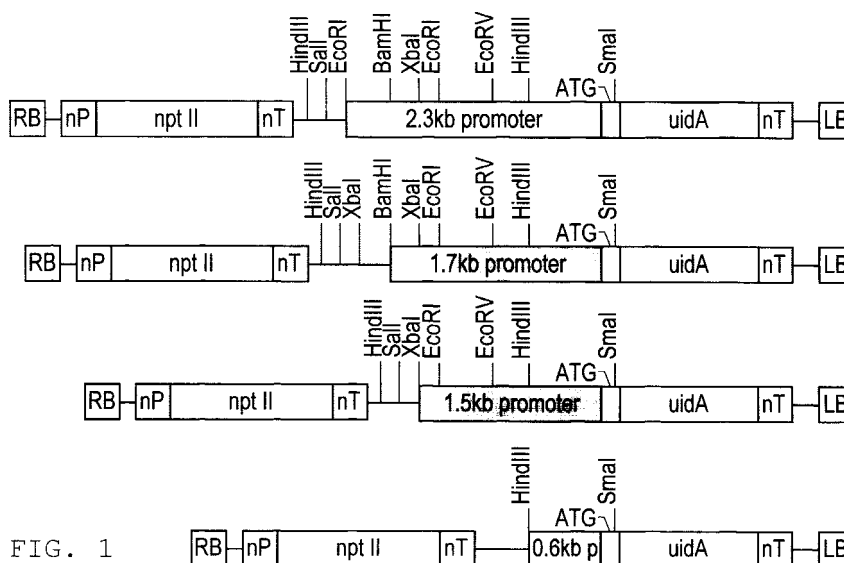 HindIII SalI EcoRI BamHI XbaI EcoRI EcoRV HindIII ATG SmaI
RB nP npt II nT 2.3kb promoter uidA nT LB
HindIII SalI XbaI BamHI XbaI EcoRI EcoRV HindIII ATG SmaI
RB nP npt II nT 1.7kb promoter uidA nT LB
HindIII SalI XbaI EcoRI EcoRV HindIII ATG SmaI
RB nP npt II nT 1.5kb promoter uidA nT LB
HindIII ATG SmaI
FIG. 1 RB nP npt II nT 0.6kb p uidA nT LB